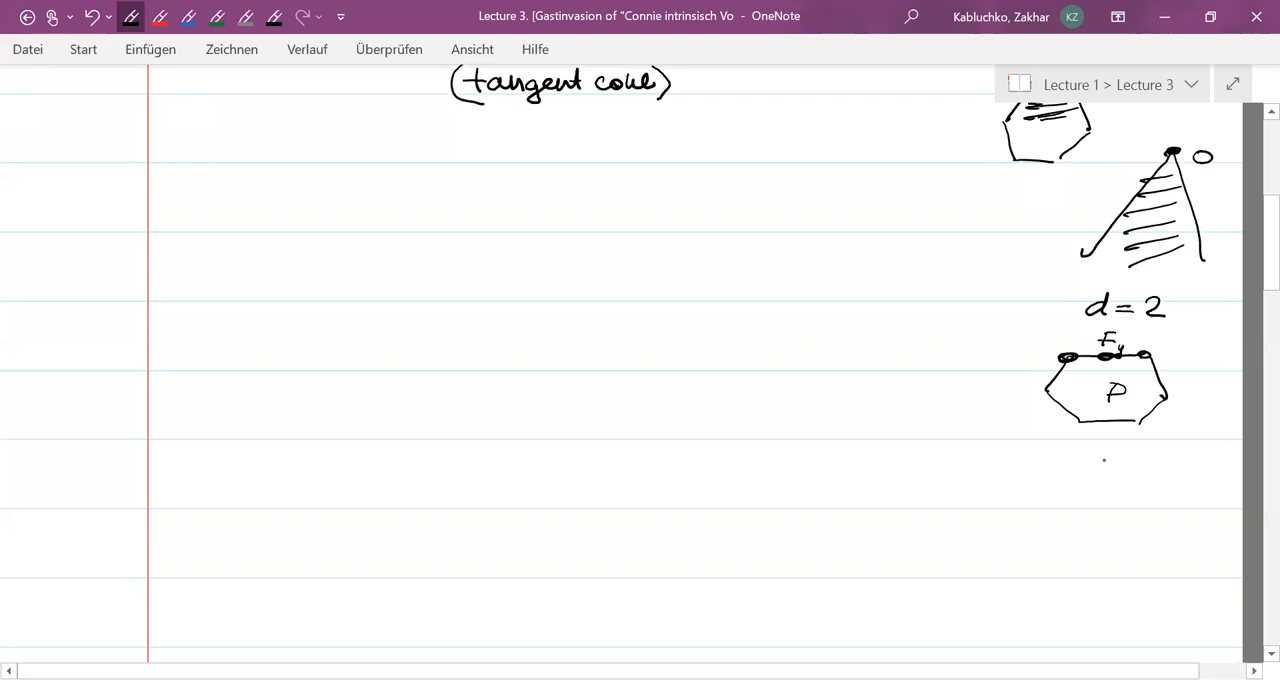 Lecture 3. [Gastinvasion of "Connie intrinsisch Vo - OneNote
Kabluchko, Zakhar KZ
Datei Start Einfügen Zeichnen Verlauf Überprüfen Ansicht Hilfe
Lecture 1 > Lecture 3
(tangent cone)
0
d = 2
F y
P